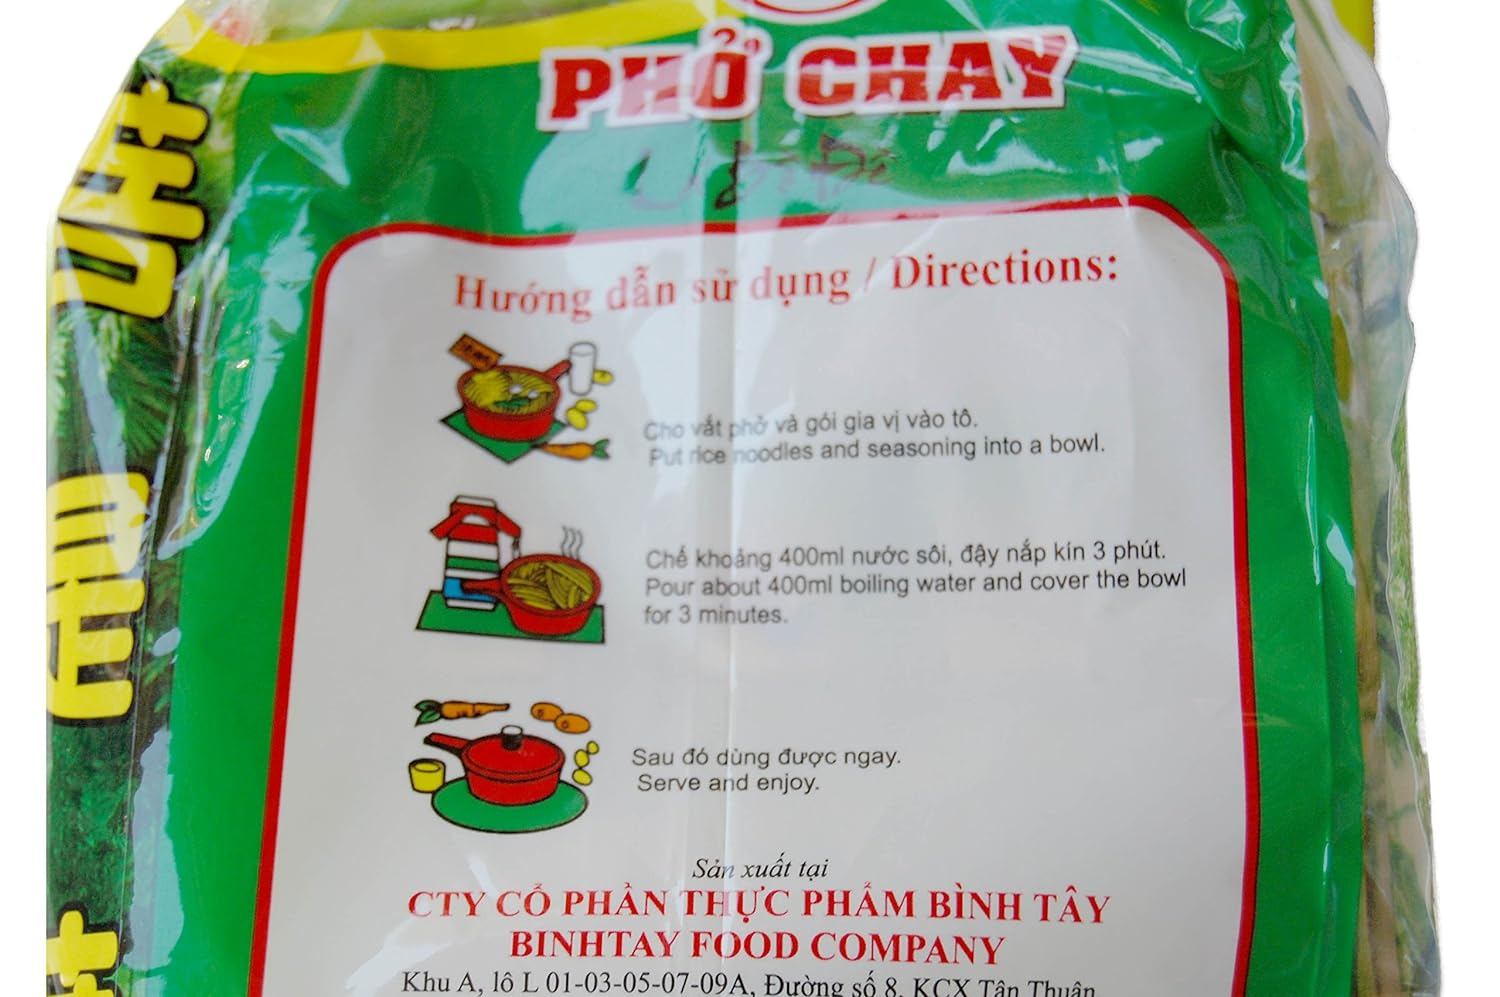 PHỞ CHAY
Hướng dẫn sử dụng / Directions:
Cho vắt phở và gói gia vị vào tô.
Put rice noodles and seasoning into a bowl.
Chế khoảng 400ml nước sôi, đậy nắp kín 3 phút.
Pour about 400ml boiling water and cover the bowl
for 3 minutes.
Sau đó dùng được ngay.
Serve and enjoy.
Sản xuất tại
CTY CỔ PHẦN THỰC PHẨM BÌNH TÂY
BINHTAY FOOD COMPANY
Khu A, lô L 01-03-05-07-09A, Đường số 8, KCX Tân Thuận